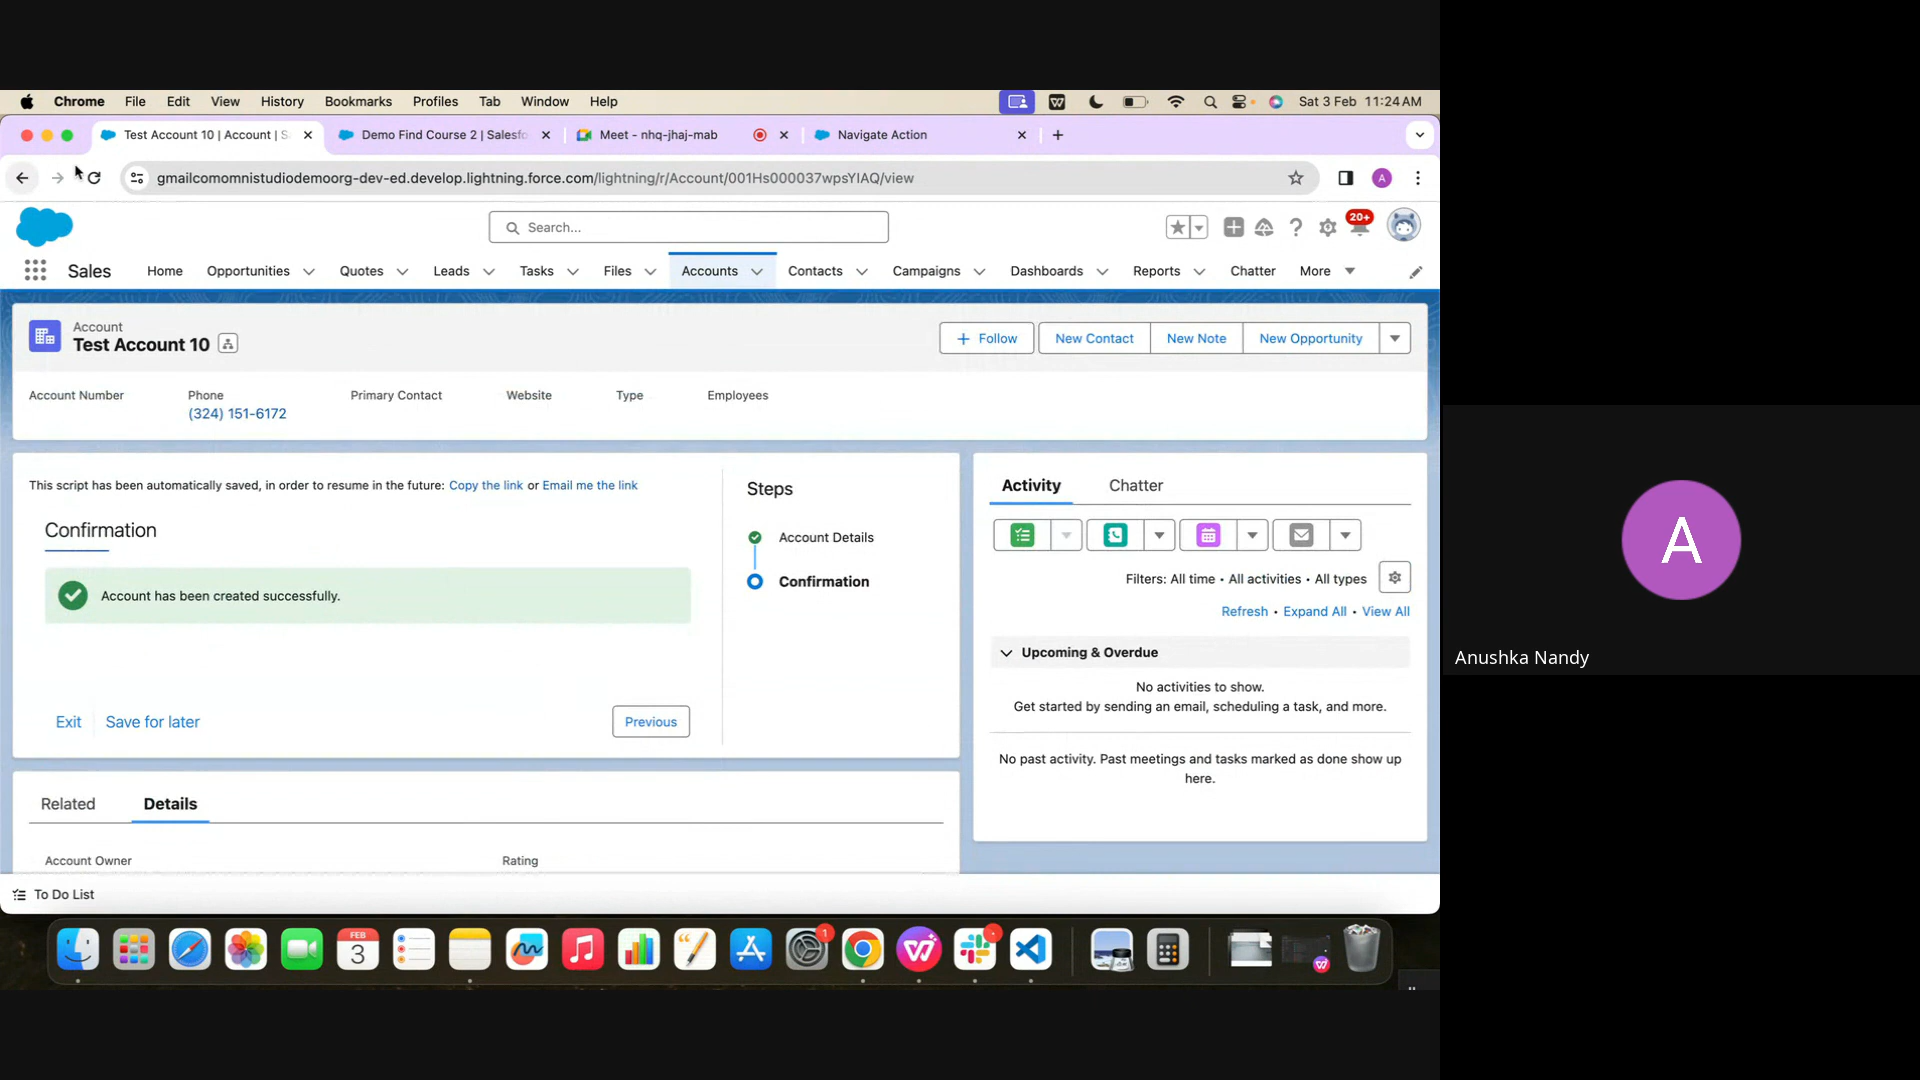 Chrome File Edit View History Bookmarks Profiles Tab Window Help Sat 3 Feb 11:24 AM
Test Account 10 | Account | S Demo Find Course 2 | Salesfo Meet - nhq-jhaj-mab Navigate Action
gmailcomomnistudiodemoorg-dev-ed.develop.lightning.force.com/lightning/r/Account/001Hs000037wpsYIAQ/view A
Search... 20+
Sales Home Opportunities Quotes Leads Tasks Files Accounts Contacts Campaigns Dashboards Reports Chatter More
Account
Test Account 10
Follow New Contact New Note New Opportunity
Account Number Phone Primary Contact Website Type Employees
(324) 151-6172
This script has been automatically saved, in order to resume in the future: Copy the link or Email me the link
Confirmation
Account has been created successfully.
Exit Save for later Previous
Steps
Account Details
Confirmation
Activity Chatter
Filters: All time • All activities • All types
Refresh • Expand All • View All
Upcoming & Overdue
No activities to show.
Get started by sending an email, scheduling a task, and more.
No past activity. Past meetings and tasks marked as done show up
here.
Related Details
Account Owner Rating
To Do List
FEB
3
1
A
Anushka Nandy